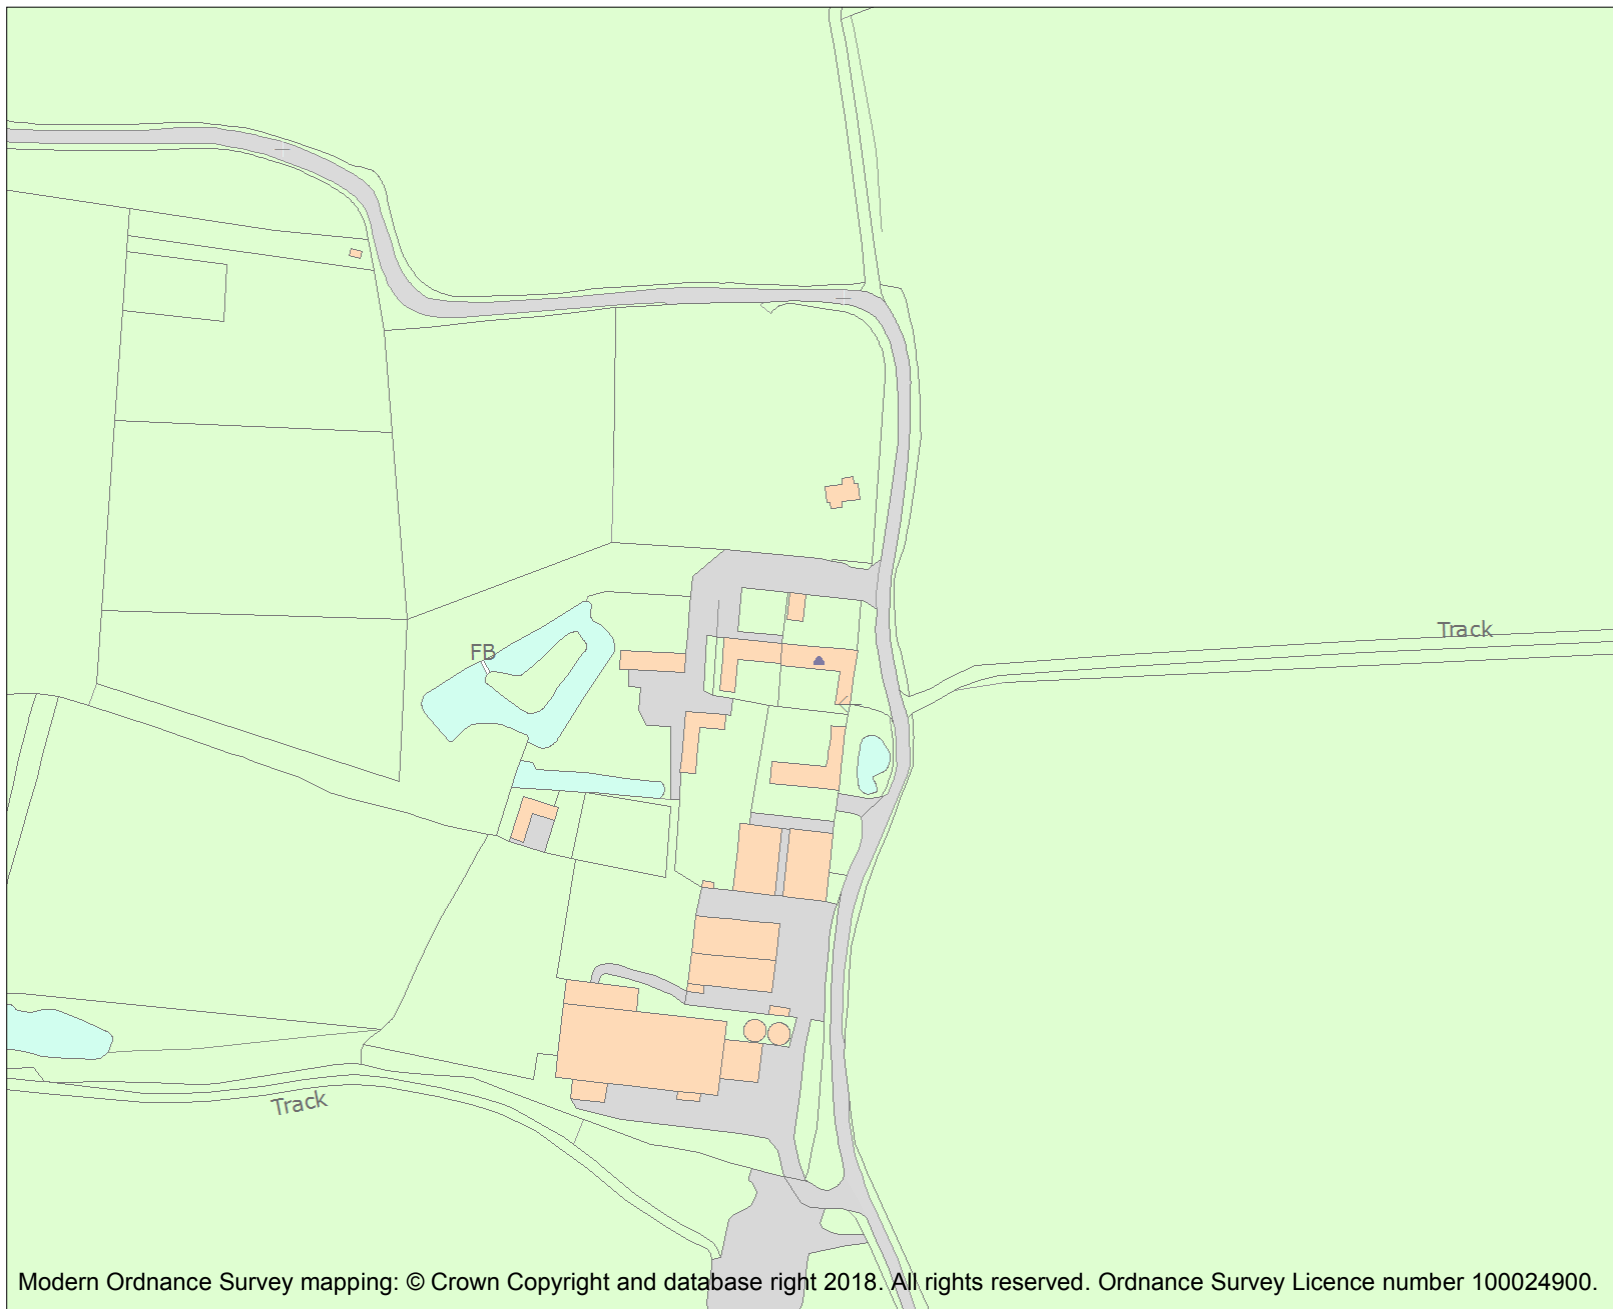 FB
Track
Track
Modern Ordnance Survey mapping: © Crown Copyright and database right 2018. All rights reserved. Ordnance Survey Licence number 100024900.